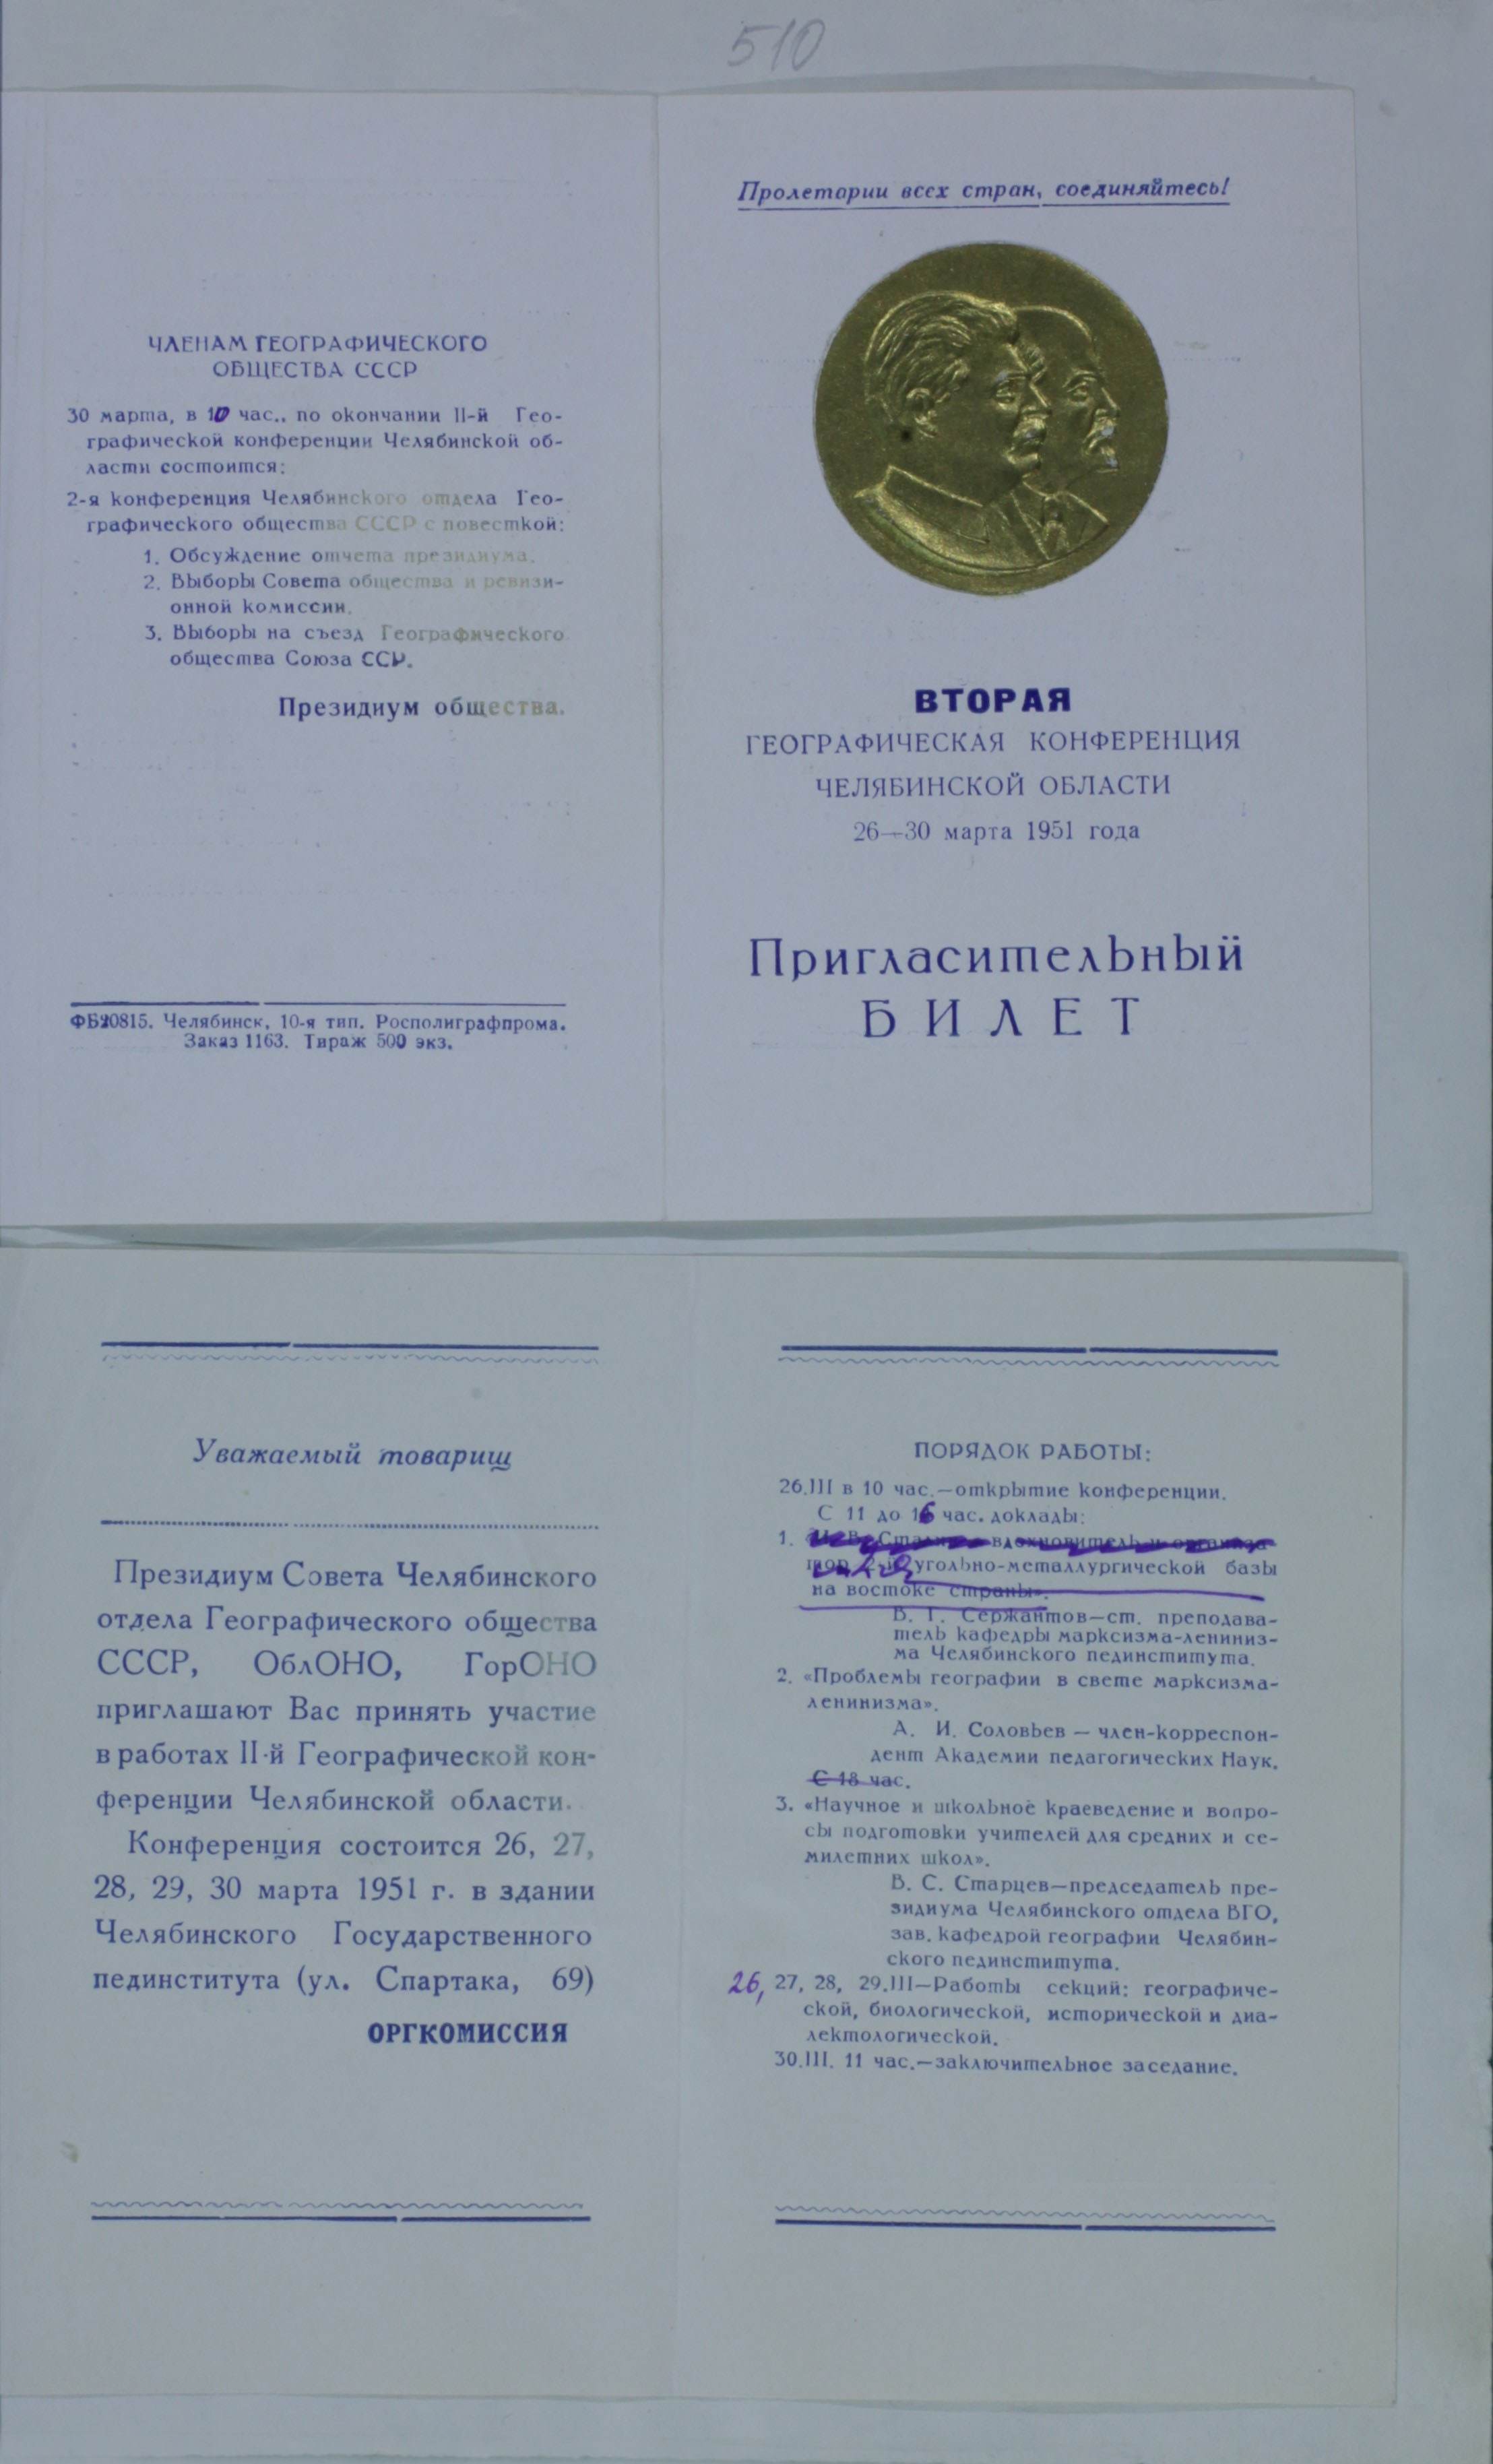 510
ЧЛЕНАМ ГЕОГРАФИЧЕСКОГО
ОБЩЕСТВА СССР
30 марта, в 10 час., по окончании II-й Гео-
графической конференции Челябинской об-
ласти состоится:
2-я конференция Челябинского отдела Гео-
графического общества СССР с повесткой:
1. Обсуждение отчета президиума.
2. Выборы Совета общества и ревизи-
онной комиссии.
3. Выборы на съезд Географического
общества Союза ССР.
Президиум общества.
ФБ20815. Челябинск, 10-я тип. Росполиграфпрома.
Заказ 1163. Тираж 500 экз.
Пролетарии всех стран, соединяйтесь!
ВТОРАЯ
ГЕОГРАФИЧЕСКАЯ КОНФЕРЕНЦИЯ
ЧЕЛЯБИНСКОЙ ОБЛАСТИ
26—30 марта 1951 года
Пригласительный
БИЛЕТ
Уважаемый товарищ
Президиум Совета Челябинского
отдела Географического общества
СССР, ОблОНО, ГорОНО
приглашают Вас принять участие
в работах II-й Географической кон-
ференции Челябинской области.
Конференция состоится 26, 27,
28, 29, 30 марта 1951 г. в здании
Челябинского Государственного
пединститута (ул. Спартака, 69)
ОРГКОМИССИЯ
ПОРЯДОК РАБОТЫ:
26.III в 10 час.—открытие конференции.
С 11 до 16 час. доклады:
1. «И. В. Сталин — вдохновитель и организа-
тор 2-й угольно-металлургической базы
на востоке страны».
В. Г. Сержантов—ст. преподава-
тель кафедры марксизма-лениниз-
ма Челябинского пединститута.
2. «Проблемы географии в свете марксизма-
ленинизма».
А. И. Соловьев — член-корреспон-
дент Академии педагогических Наук.
С 18 час.
3. «Научное и школьное краеведение и вопро-
сы подготовки учителей для средних и се-
милетних школ».
В. С. Старцев—председатель пре-
зидиума Челябинского отдела ВГО,
зав. кафедрой географии Челябин-
ского пединститута.
26, 27, 28, 29.III—Работы секций: географиче-
ской, биологической, исторической и диа-
лектологической.
30.III. 11 час.—заключительное заседание.